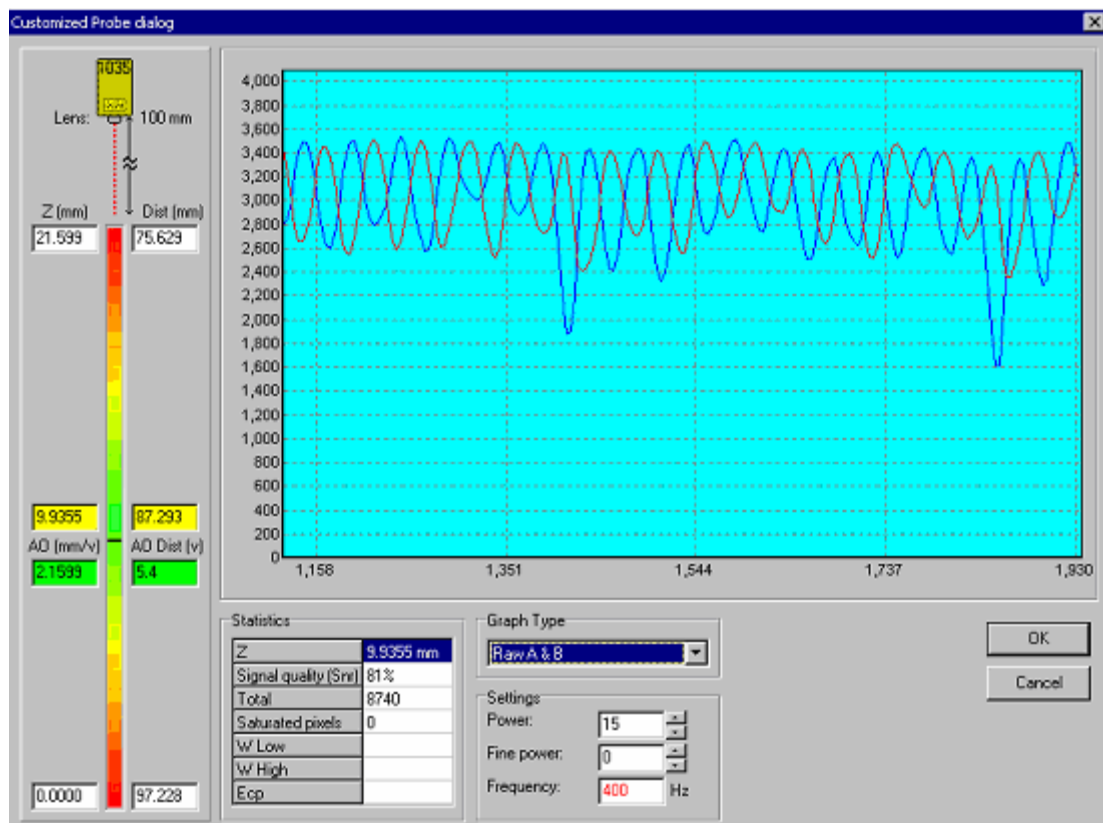 Customized Probe dialog
1035
Lens: 100 mm
Z (mm) Dist (mm)
21.599 75.629
9.9355 87.293
AO (mm/v) AO Dist (v)
2.1599 5.4
0.0000 97.228
4,000
3,800
3,600
3,400
3,200
3,000
2,800
2,600
2,400
2,200
2,000
1,800
1,600
1,400
1,200
1,000
800
600
400
200
0
1,158 1,351 1,544 1,737 1,930
Statistics
Z 9.9355 mm
Signal quality (Snr) 81%
Total 8740
Saturated pixels 0
W Low
W High
Ecp
Graph Type
Raw A & B
Settings
Power: 15
Fine power: 0
Frequency: 400 Hz
OK
Cancel